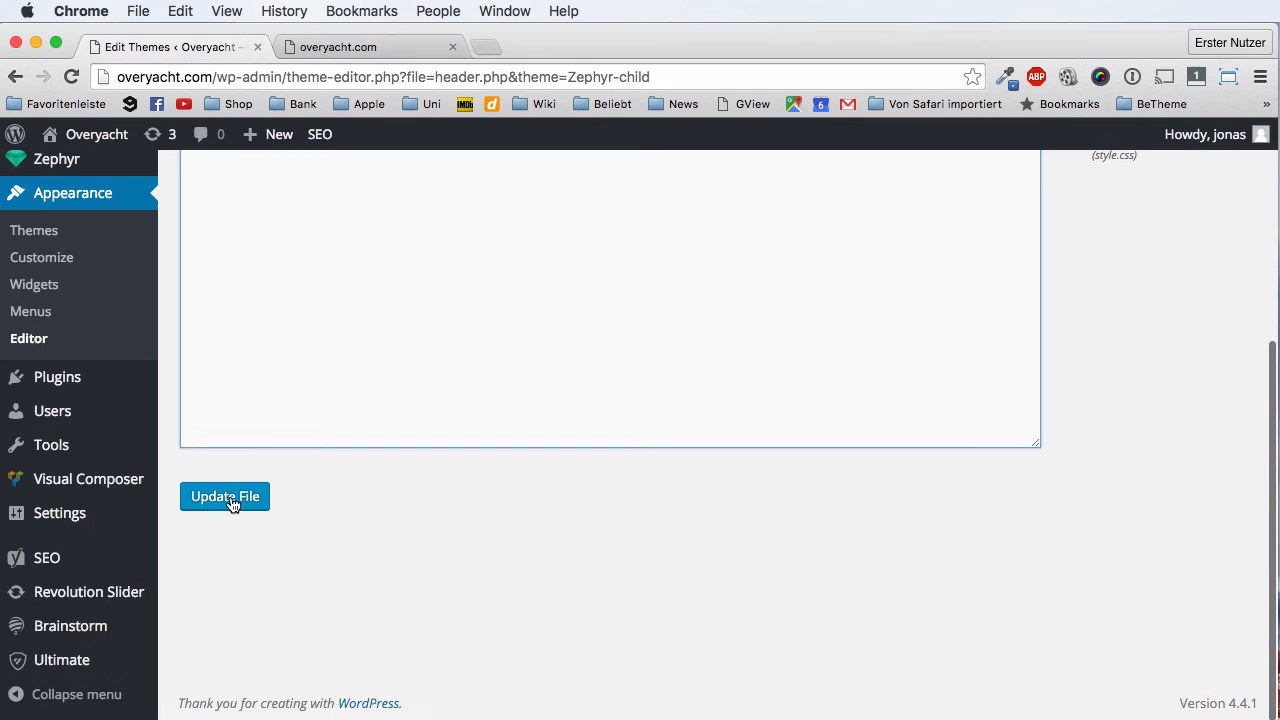 Chrome File Edit View History Bookmarks People Window Help
Edit Themes ‹ Overyacht —
overyacht.com
Erster Nutzer
overyacht.com/wp-admin/theme-editor.php?file=header.php&theme=Zephyr-child
ABP
1
Favoritenleiste Shop Bank Apple Uni IMDb d Wiki Beliebt News GView 6 Von Safari importiert Bookmarks BeTheme »
Overyacht 3 0 New SEO Howdy, jonas
Zephyr
(style.css)
Appearance
Themes
Customize
Widgets
Menus
Editor
Plugins
Users
Tools
Visual Composer
Update File
Settings
SEO
Revolution Slider
Brainstorm
Ultimate
Collapse menu
Thank you for creating with WordPress.
Version 4.4.1